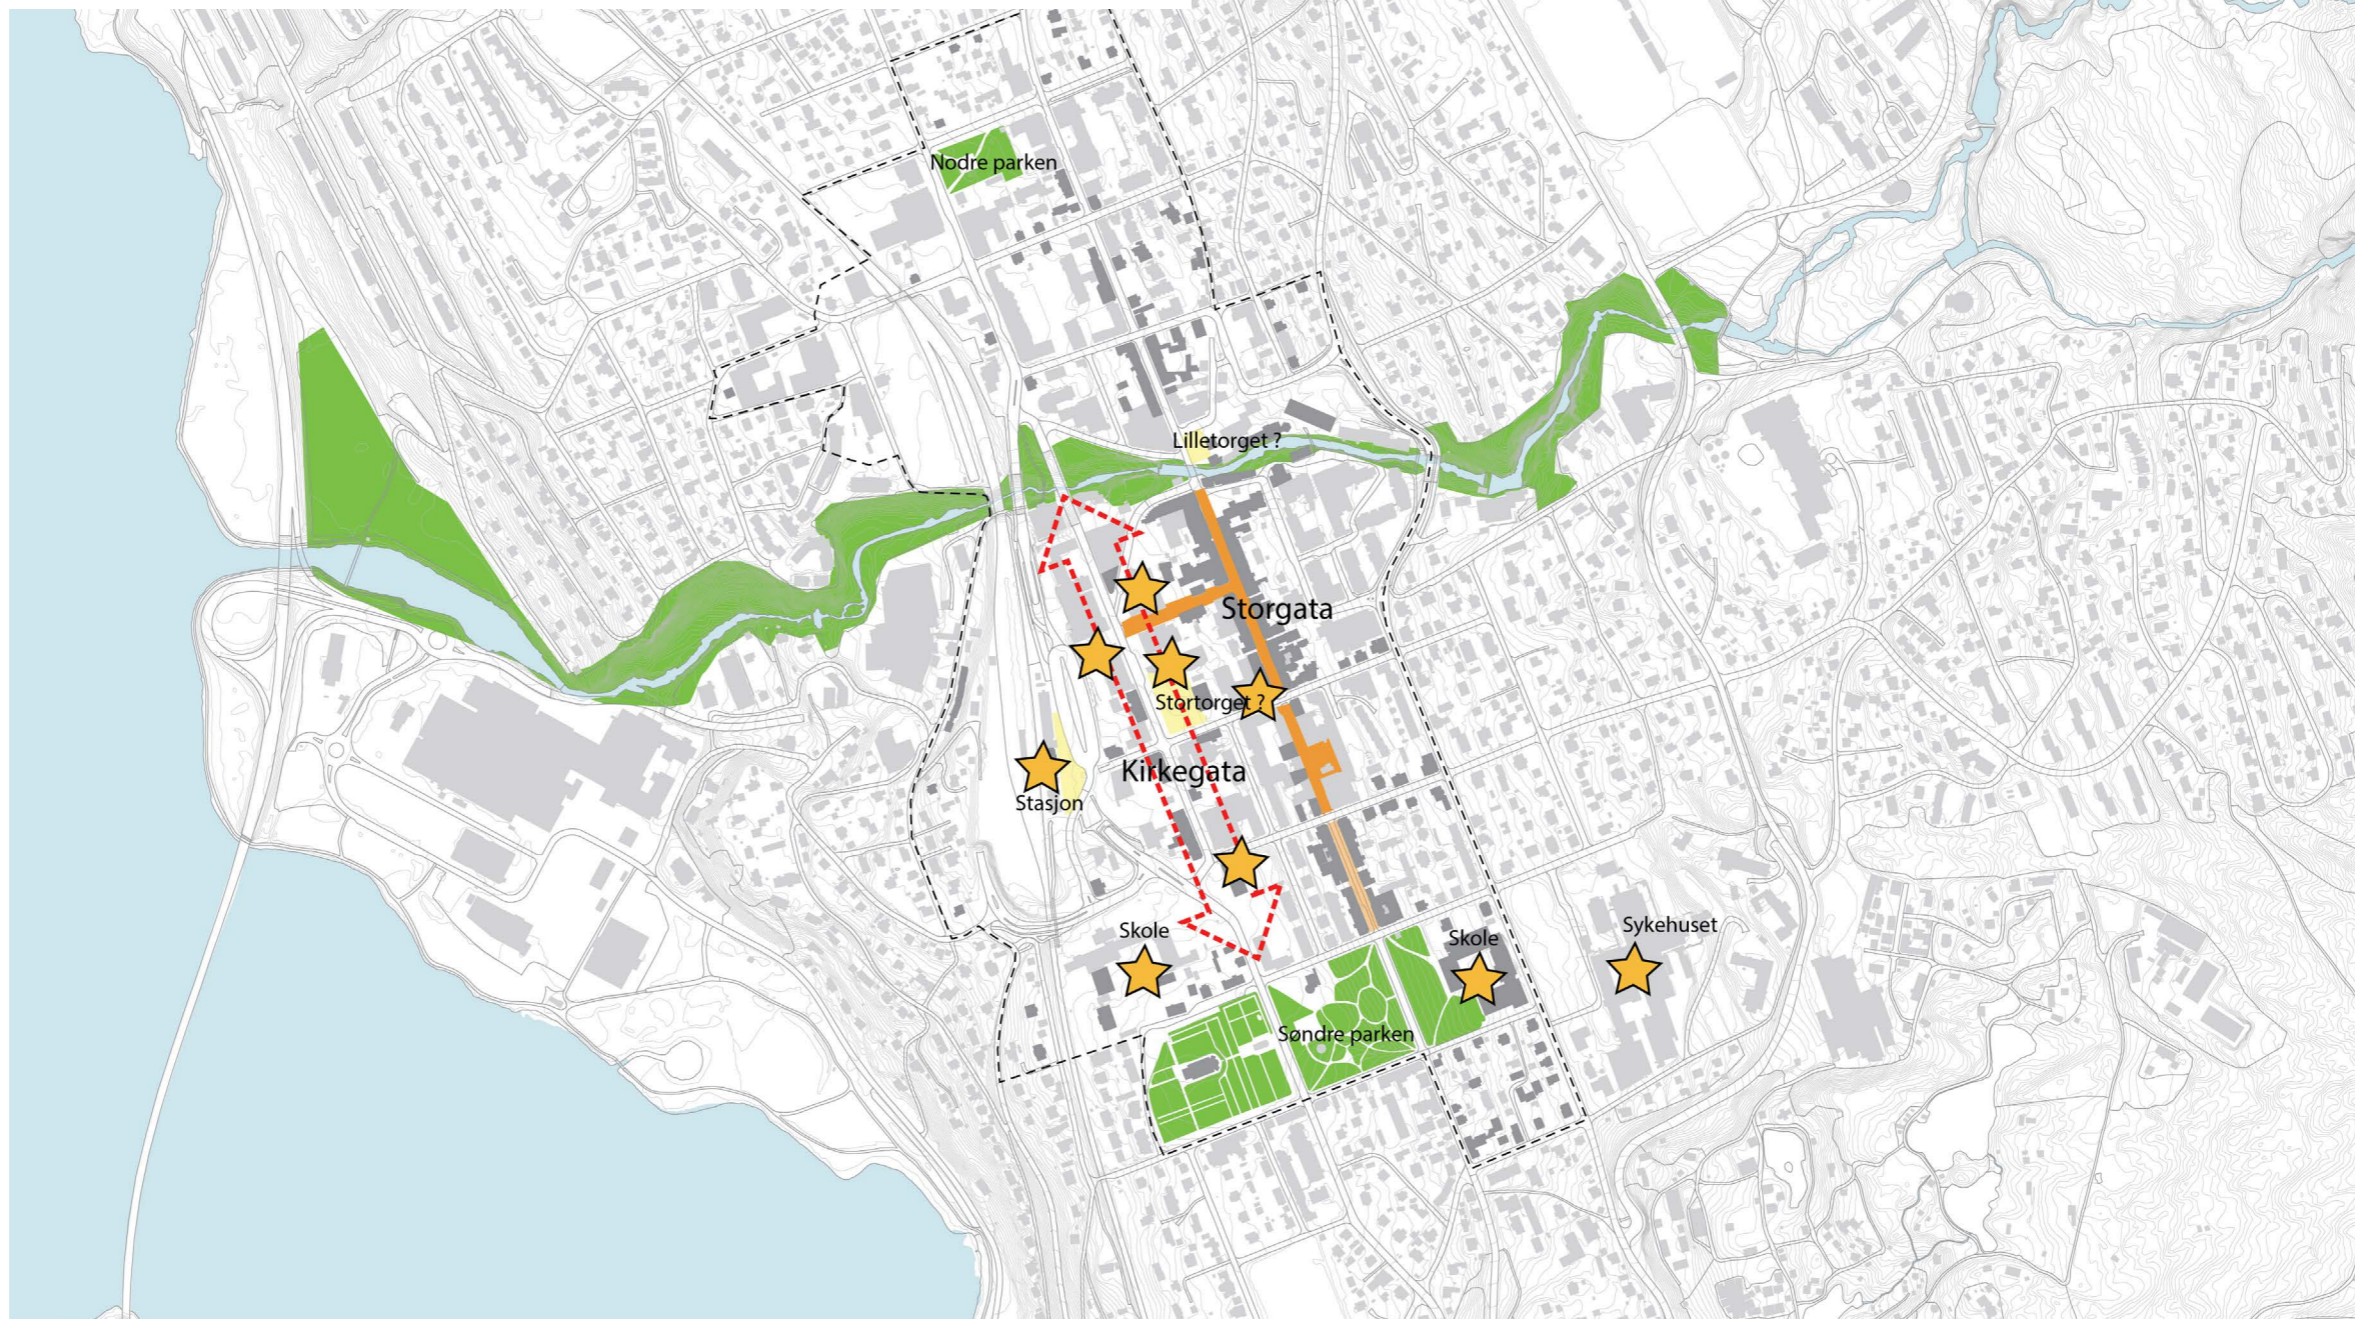 Nodre parken
Lilletorget ?
Storgata
Stortorget ?
Kirkegata
Stasjon
Skole
Skole
Sykehuset
Søndre parken